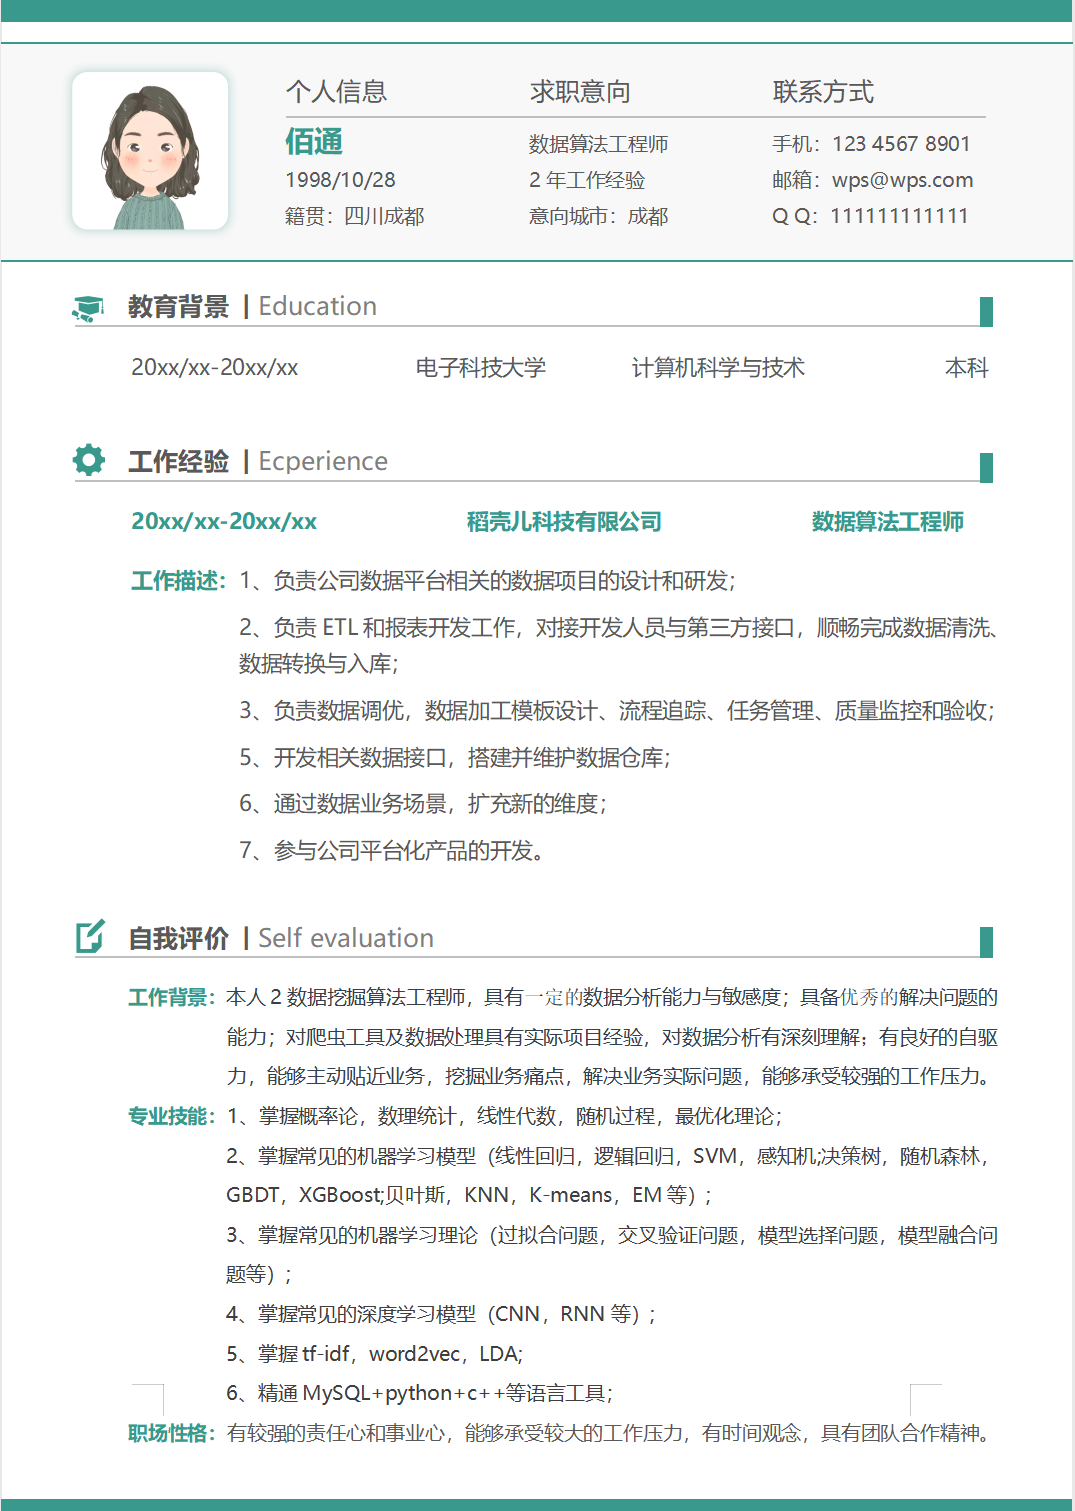 个人信息 求职意向 联系方式
佰通 数据算法工程师 手机：123 4567 8901
1998/10/28 2 年工作经验 邮箱：wps@wps.com
籍贯：四川成都 意向城市：成都 Q Q：111111111111
教育背景 | Education
20xx/xx-20xx/xx 电子科技大学 计算机科学与技术 本科
工作经验 | Ecperience
20xx/xx-20xx/xx 稻壳儿科技有限公司 数据算法工程师
工作描述：1、负责公司数据平台相关的数据项目的设计和研发；
2、负责 ETL 和报表开发工作，对接开发人员与第三方接口，顺畅完成数据清洗、
数据转换与入库；
3、负责数据调优，数据加工模板设计、流程追踪、任务管理、质量监控和验收；
5、开发相关数据接口，搭建并维护数据仓库；
6、通过数据业务场景，扩充新的维度；
7、参与公司平台化产品的开发。
自我评价 | Self evaluation
工作背景：本人 2 数据挖掘算法工程师，具有一定的数据分析能力与敏感度；具备优秀的解决问题的
能力；对爬虫工具及数据处理具有实际项目经验，对数据分析有深刻理解；有良好的自驱
力，能够主动贴近业务，挖掘业务痛点，解决业务实际问题，能够承受较强的工作压力。
专业技能：1、掌握概率论，数理统计，线性代数，随机过程，最优化理论；
2、掌握常见的机器学习模型（线性回归，逻辑回归，SVM，感知机;决策树，随机森林，
GBDT，XGBoost;贝叶斯，KNN，K-means，EM 等）；
3、掌握常见的机器学习理论（过拟合问题，交叉验证问题，模型选择问题，模型融合问
题等）；
4、掌握常见的深度学习模型（CNN，RNN 等）；
5、掌握 tf-idf，word2vec，LDA;
6、精通 MySQL+python+c++等语言工具；
职场性格：有较强的责任心和事业心，能够承受较大的工作压力，有时间观念，具有团队合作精神。